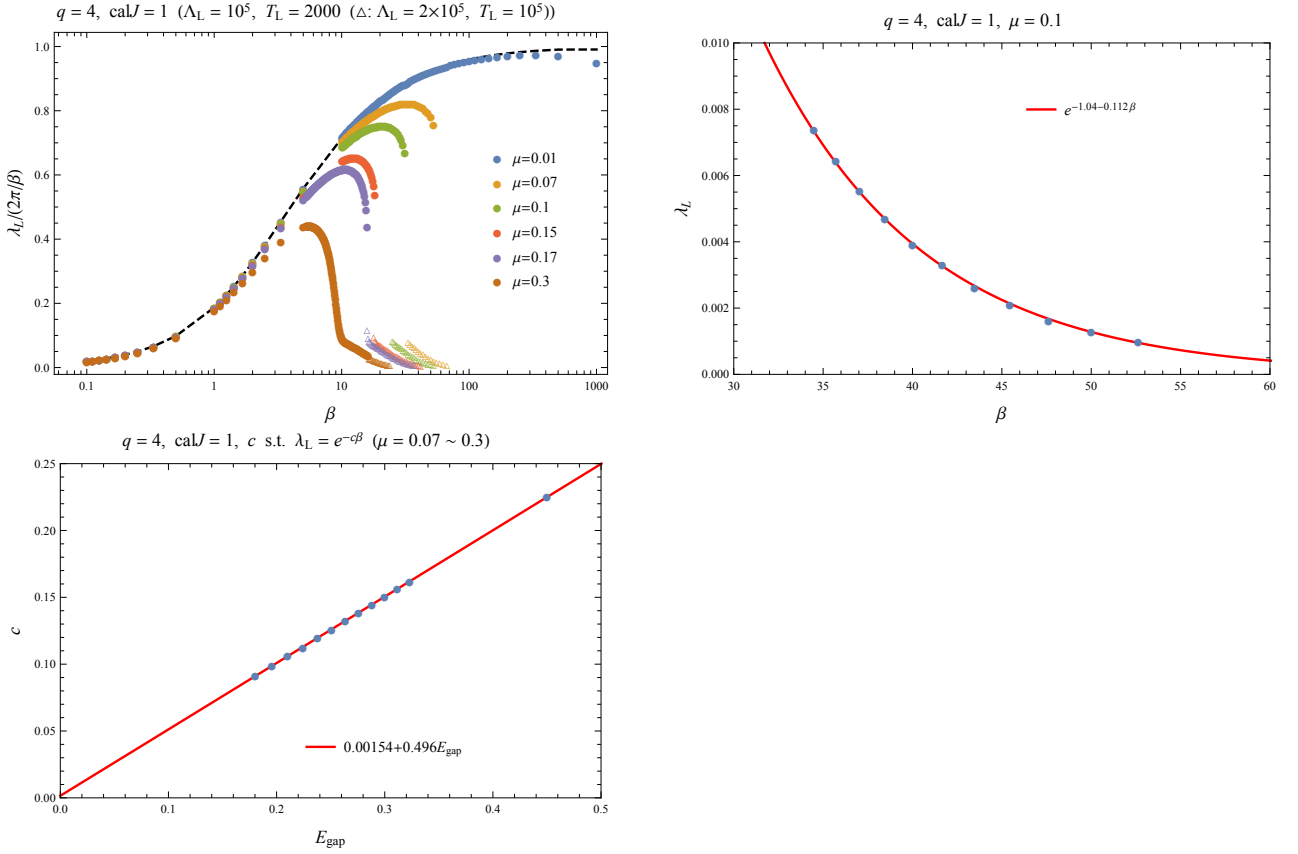 q = 4, calJ = 1 (Λ_L = 10^5, T_L = 2000 (△: Λ_L = 2×10^5, T_L = 10^5))
λ_L/(2π/β)
1.0
0.8
0.6
0.4
0.2
0.0
μ=0.01
μ=0.07
μ=0.1
μ=0.15
μ=0.17
μ=0.3
0.1 1 10 100 1000
β
q = 4, calJ = 1, μ = 0.1
λ_L
0.010
0.008
0.006
0.004
0.002
0.000
e^{-1.04-0.112β}
30 35 40 45 50 55 60
β
q = 4, calJ = 1, c s.t. λ_L = e^{-cβ} (μ = 0.07 ~ 0.3)
c
0.25
0.20
0.15
0.10
0.05
0.00
0.00154+0.496E_gap
0.0 0.1 0.2 0.3 0.4 0.5
E_gap